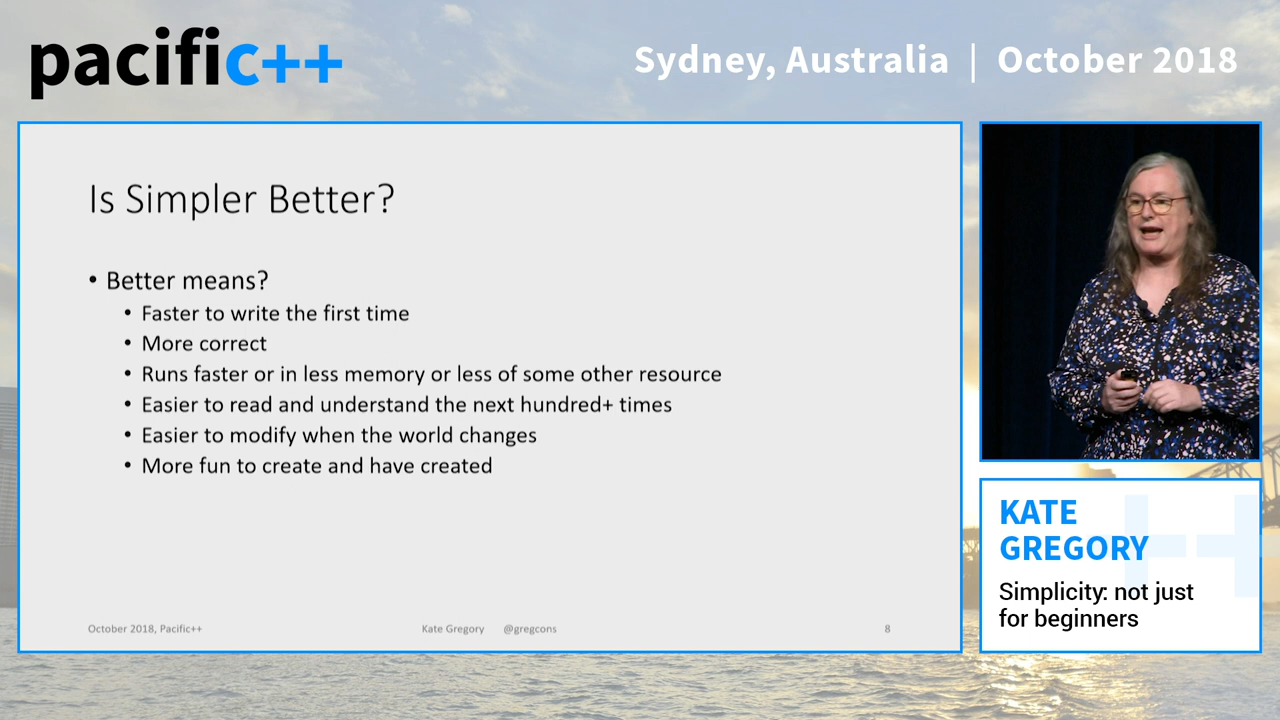 pacific++
Sydney, Australia | October 2018
Is Simpler Better?
• Better means?
• Faster to write the first time
• More correct
• Runs faster or in less memory or less of some other resource
• Easier to read and understand the next hundred+ times
• Easier to modify when the world changes
• More fun to create and have created
October 2018, Pacific++ Kate Gregory @gregcons 8
KATE
GREGORY
Simplicity: not just
for beginners